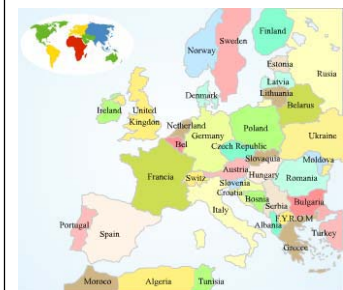 Finland
Sweden
Norway
Estonia
Rusia
Latvia
Denmark
Lithuania
Belarus
Ireland
United
Kingdon
Netherland
Poland
Germany
Bel
Ukraine
Czech Republic
Slovaquia
Moldova
Francia
Switz
Austria
Hungary
Romania
Slovenia
Croatia
Bosnia
Serbia
Italy
Bulgaria
F.Y.R.O.M
Portugal
Spain
Albania
Turkey
Greece
Moroco
Algeria
Tunisia